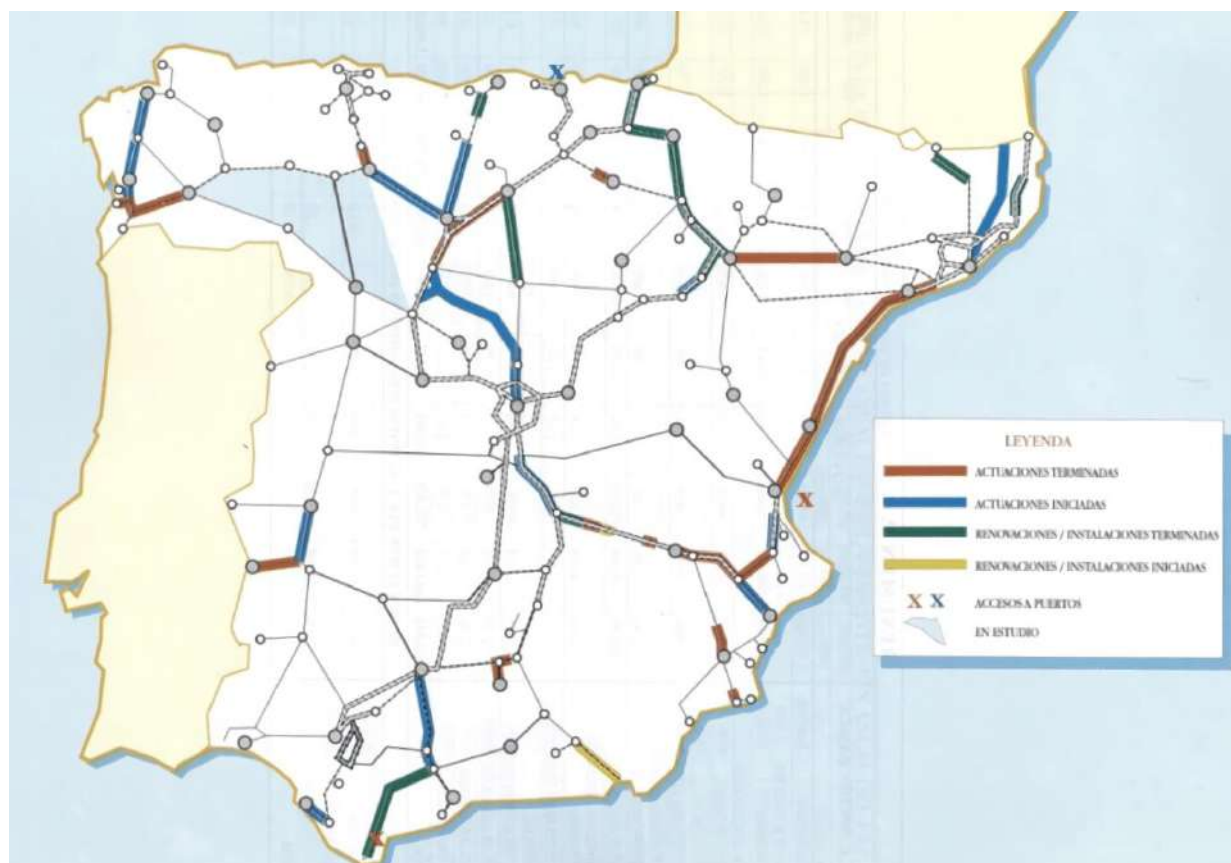 LEYENDA
ACTUACIONES TERMINADAS
ACTUACIONES INICIADAS
RENOVACIONES / INSTALACIONES TERMINADAS
RENOVACIONES / INSTALACIONES INICIADAS
X X ACCESOS A PUERTOS
EN ESTUDIO